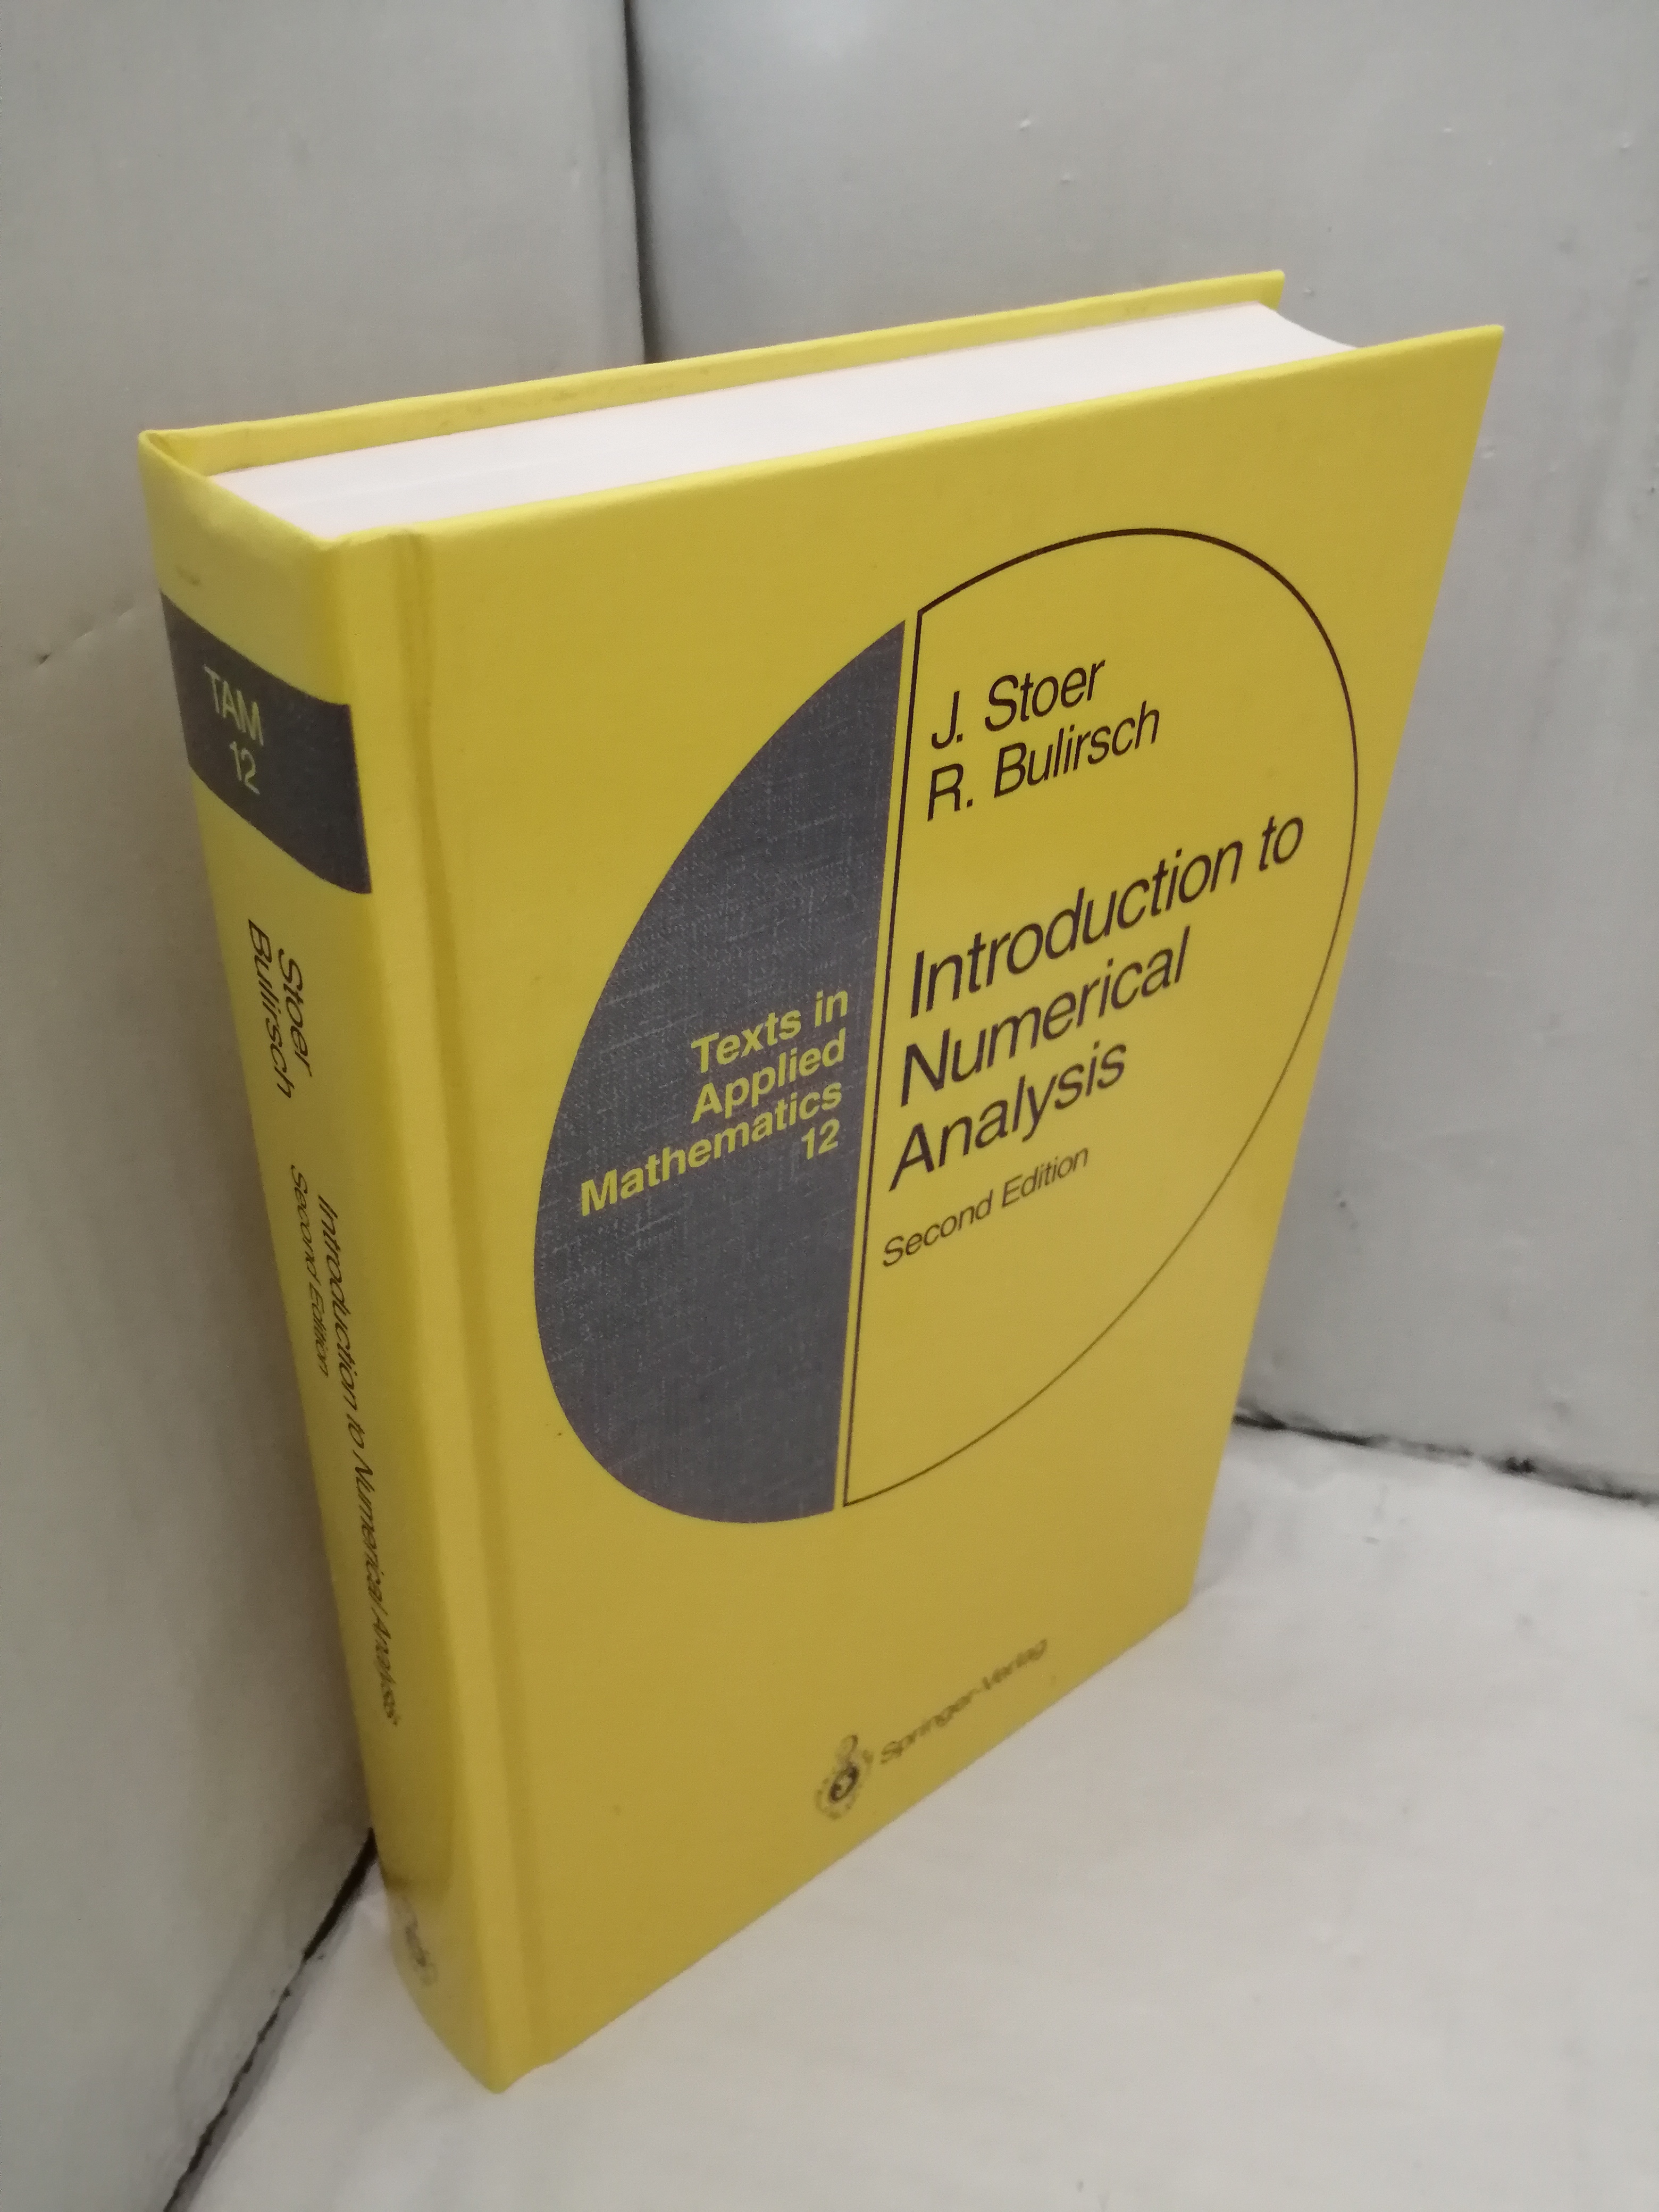 TAM
12
Stoer
Bulirsch
Introduction to Numerical Analysis
Second Edition
J. Stoer
R. Bulirsch
Introduction to
Numerical
Analysis
Second Edition
Texts in
Applied
Mathematics
12
Springer-Verlag